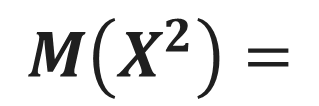 M(X²) =